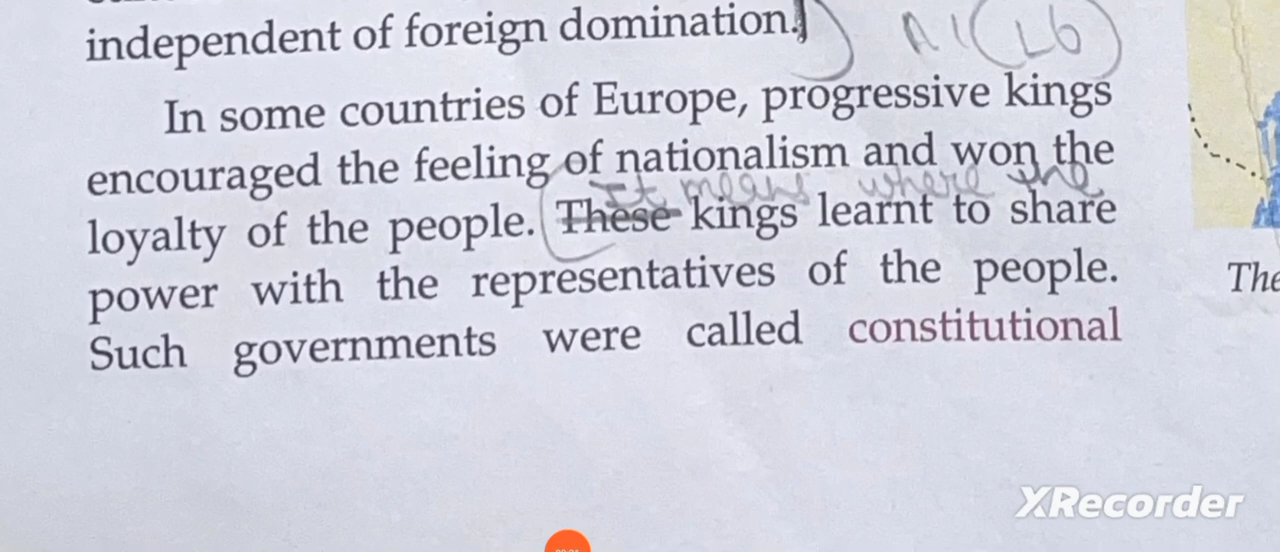 independent of foreign domination.
A1 (L6)
In some countries of Europe, progressive kings
encouraged the feeling of nationalism and won the
It means where the
loyalty of the people. These kings learnt to share
power with the representatives of the people.
The
Such governments were called constitutional
XRecorder